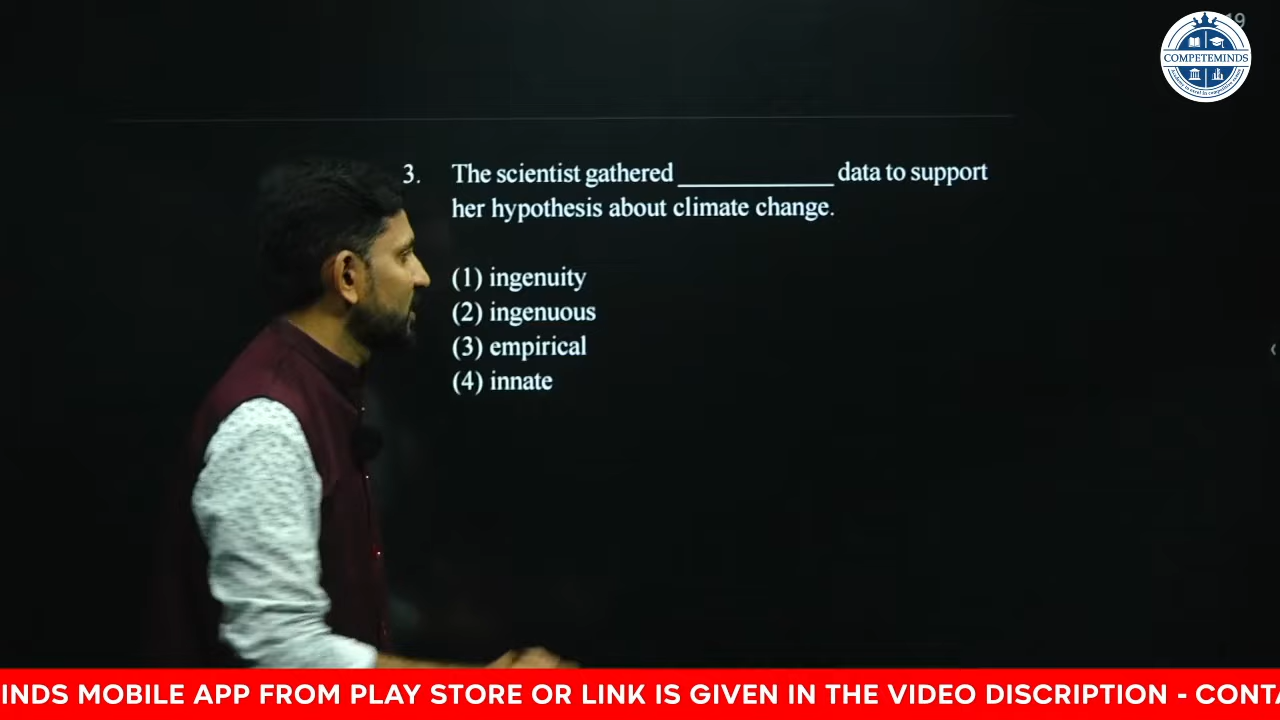 COMPETEMINDS
3. The scientist gathered ____________ data to support
her hypothesis about climate change.
(1) ingenuity
(2) ingenuous
(3) empirical
(4) innate
INDS MOBILE APP FROM PLAY STORE OR LINK IS GIVEN IN THE VIDEO DISCRIPTION - CONTA